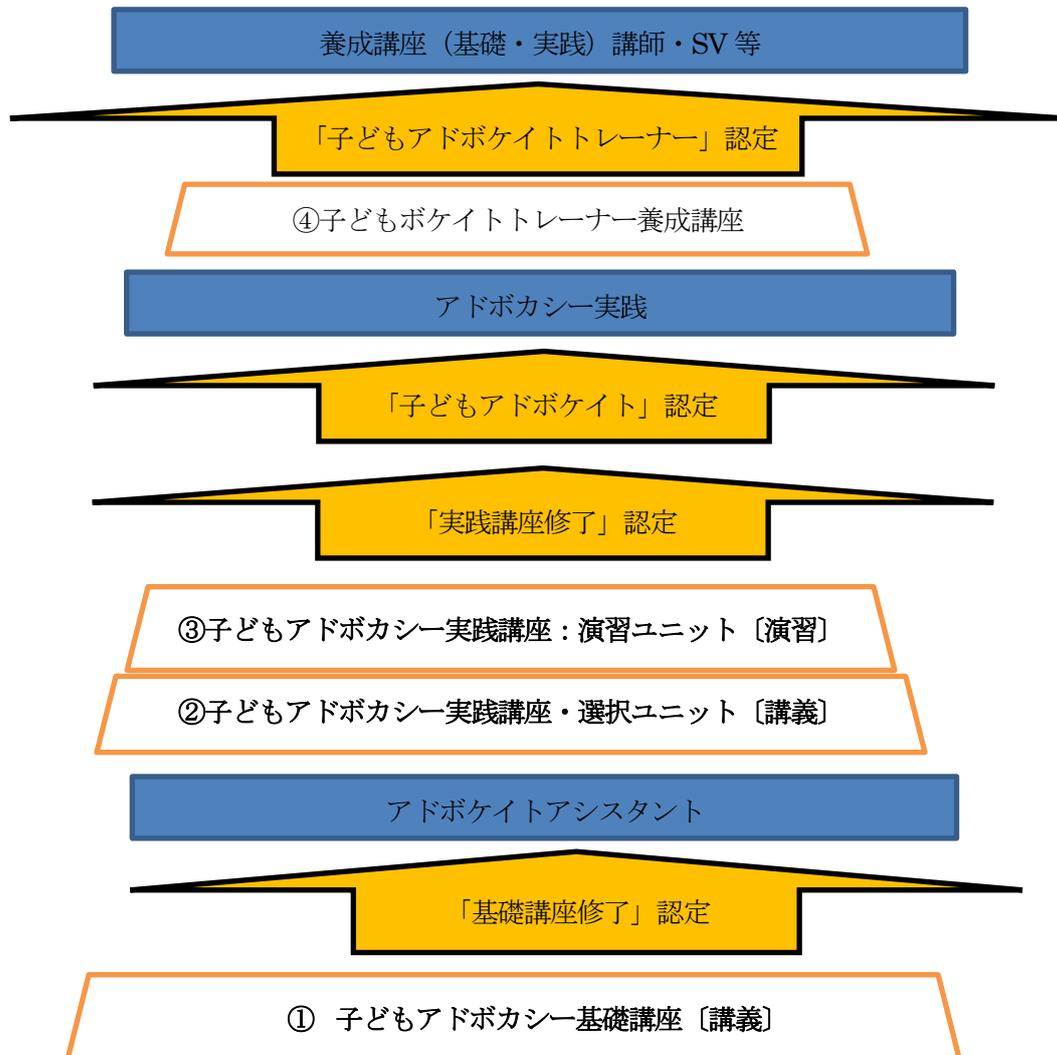 養成講座（基礎・実践）講師・SV 等
「子どもアドボケイトトレーナー」認定
④子どもボケイトトレーナー養成講座
アドボカシー実践
「子どもアドボケイト」認定
「実践講座修了」認定
③子どもアドボカシー実践講座：演習ユニット〔演習〕
②子どもアドボカシー実践講座・選択ユニット〔講義〕
アドボケイトアシスタント
「基礎講座修了」認定
① 子どもアドボカシー基礎講座〔講義〕